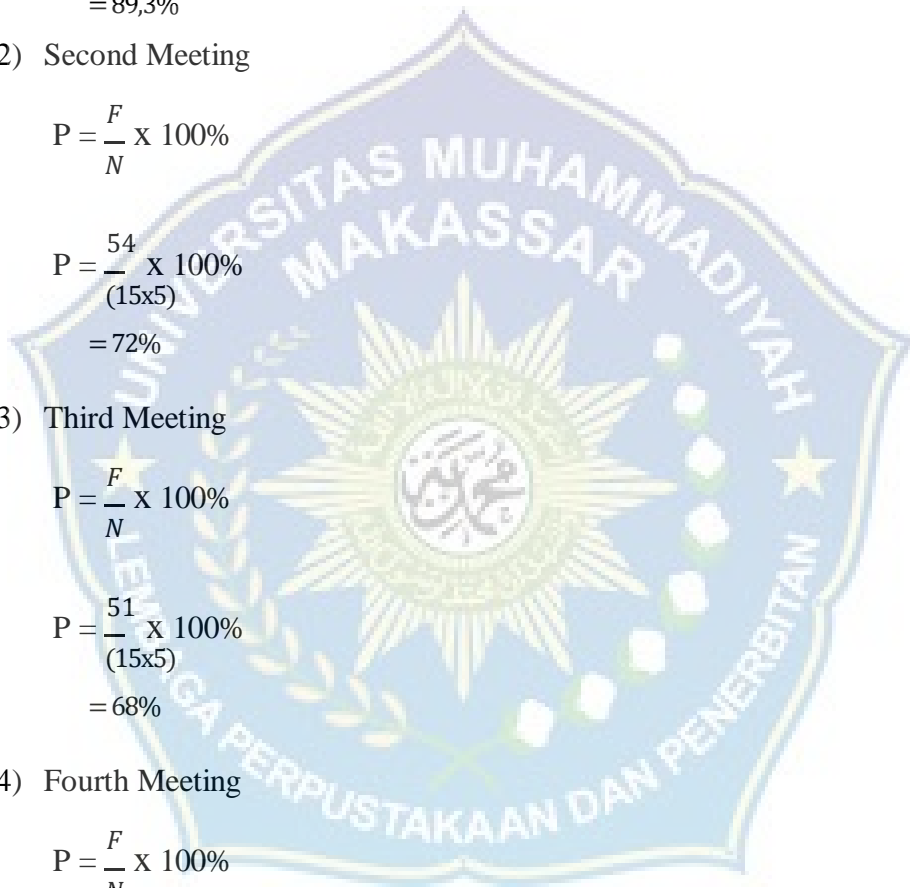 = 89,3%
2) Second Meeting
P = F/N x 100%
P = 54/(15x5) x 100%
= 72%
3) Third Meeting
P = F/N x 100%
P = 51/(15x5) x 100%
= 68%
4) Fourth Meeting
P = F/N x 100%
UNIVERSITAS MUHAMMADIYAH
MAKASSAR
LEMBAGA PERPUSTAKAAN DAN PENERBITAN